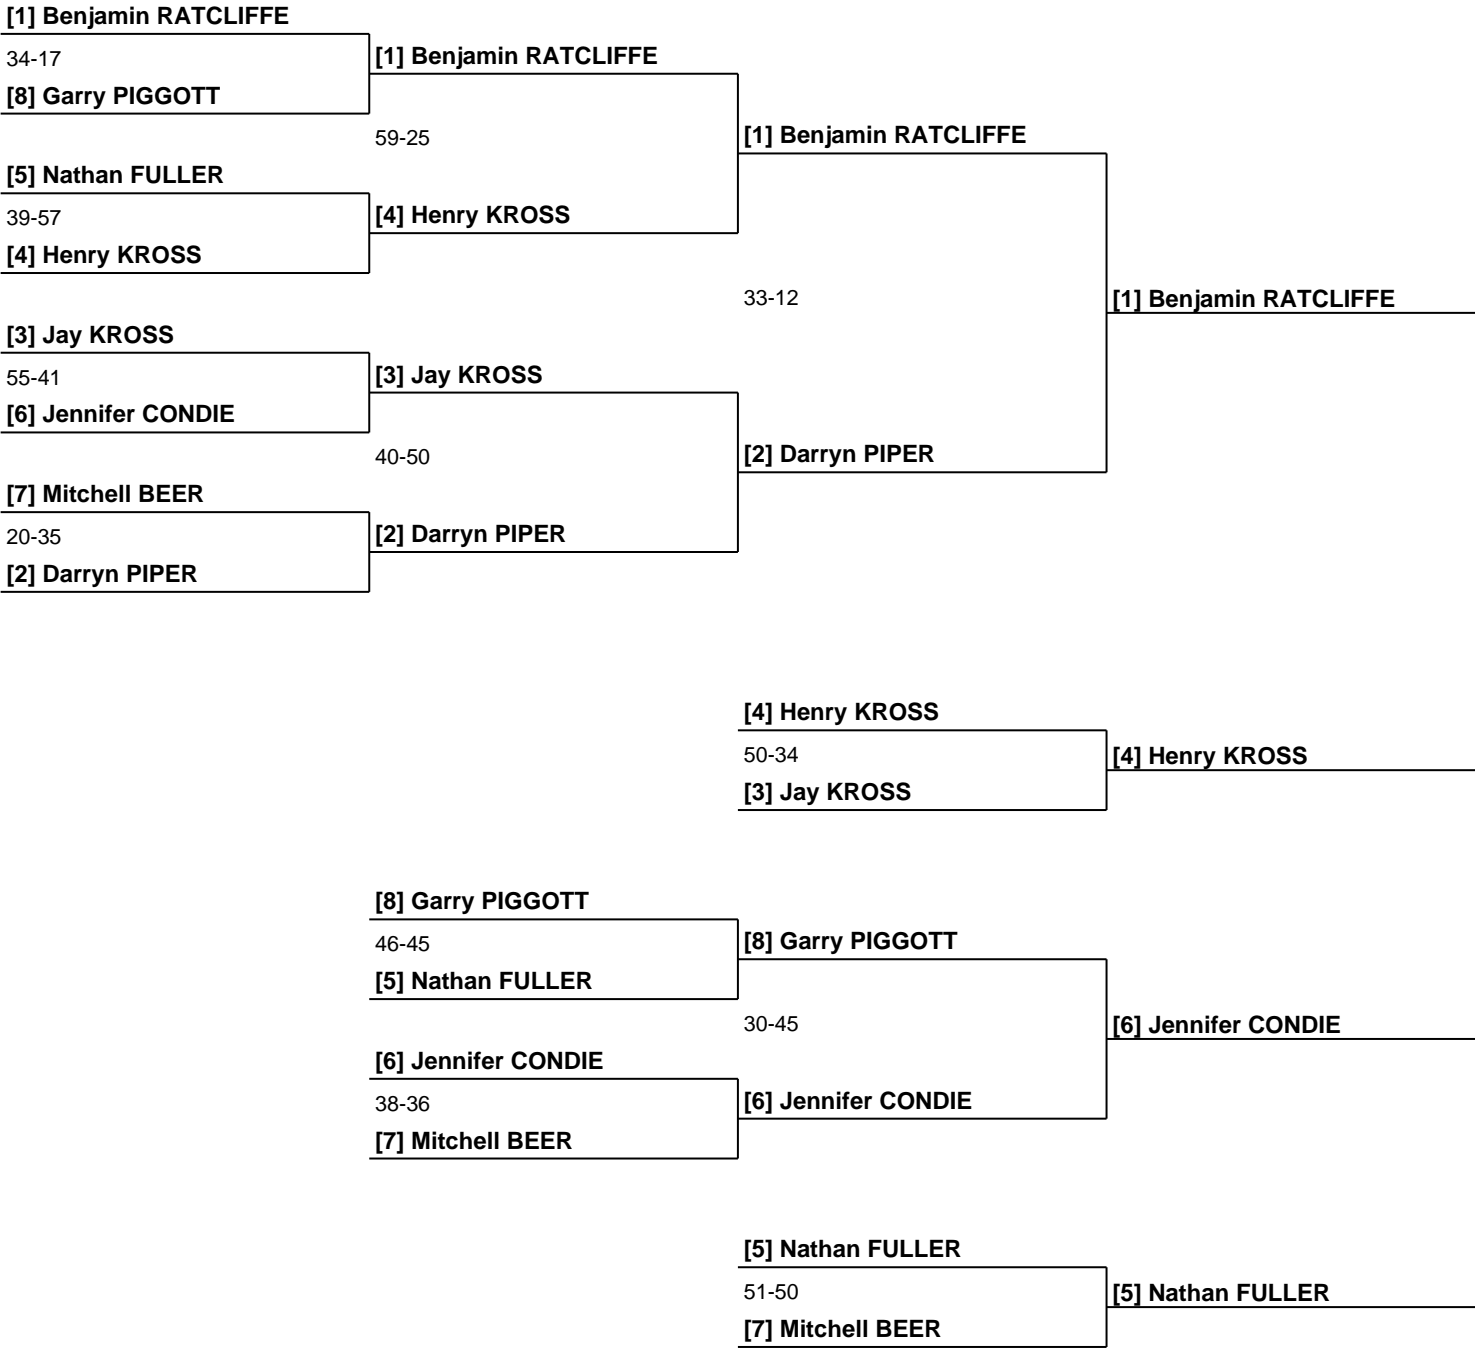 [1] Benjamin RATCLIFFE
34-17
[1] Benjamin RATCLIFFE
[8] Garry PIGGOTT
59-25
[1] Benjamin RATCLIFFE
[5] Nathan FULLER
39-57
[4] Henry KROSS
[4] Henry KROSS
33-12
[1] Benjamin RATCLIFFE
[3] Jay KROSS
55-41
[3] Jay KROSS
[6] Jennifer CONDIE
40-50
[2] Darryn PIPER
[7] Mitchell BEER
20-35
[2] Darryn PIPER
[2] Darryn PIPER
[4] Henry KROSS
50-34
[4] Henry KROSS
[3] Jay KROSS
[8] Garry PIGGOTT
46-45
[8] Garry PIGGOTT
[5] Nathan FULLER
30-45
[6] Jennifer CONDIE
[6] Jennifer CONDIE
38-36
[6] Jennifer CONDIE
[7] Mitchell BEER
[5] Nathan FULLER
51-50
[5] Nathan FULLER
[7] Mitchell BEER